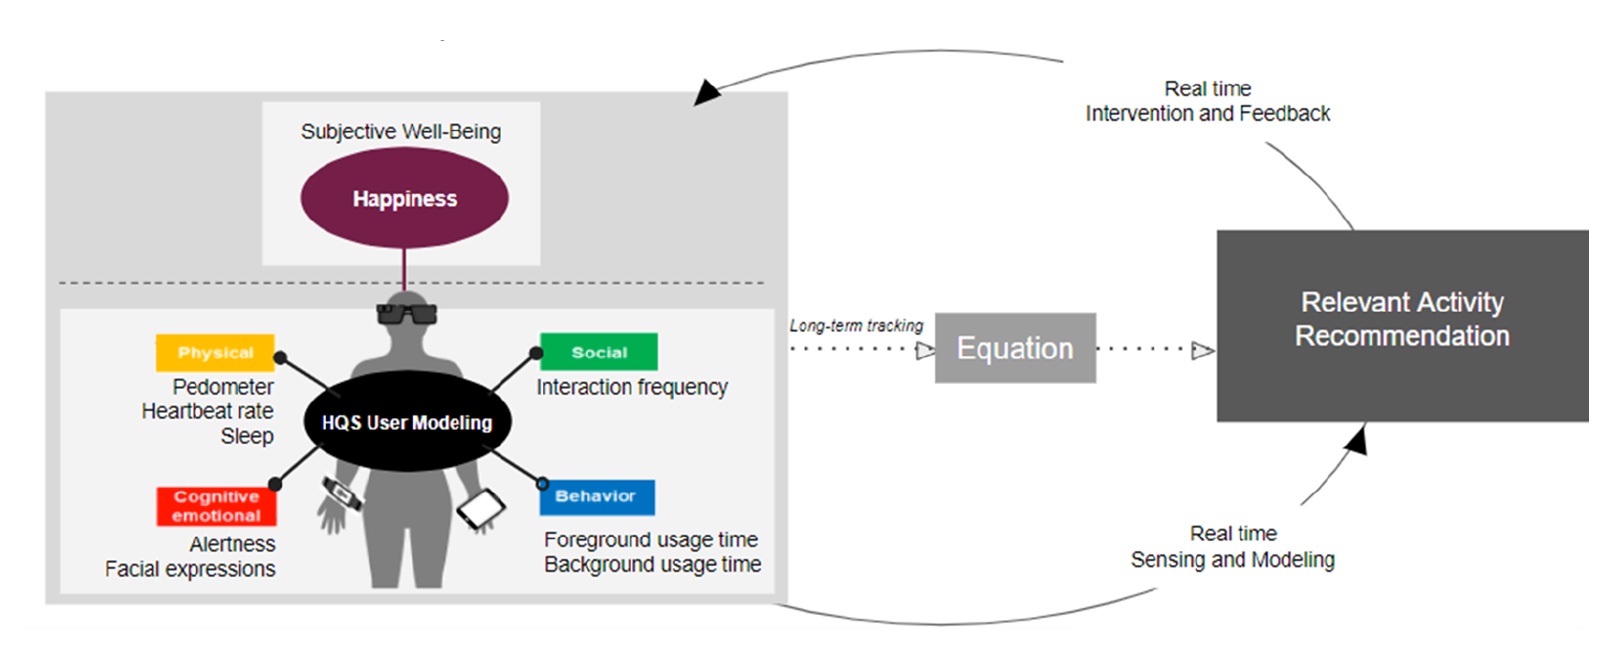 Subjective Well-Being
Happiness
Physical
Pedometer
Heartbeat rate
Sleep
Social
Interaction frequency
HQS User Modeling
Cognitive
emotional
Alertness
Facial expressions
Behavior
Foreground usage time
Background usage time
Long-term tracking
Equation
Real time
Intervention and Feedback
Relevant Activity
Recommendation
Real time
Sensing and Modeling